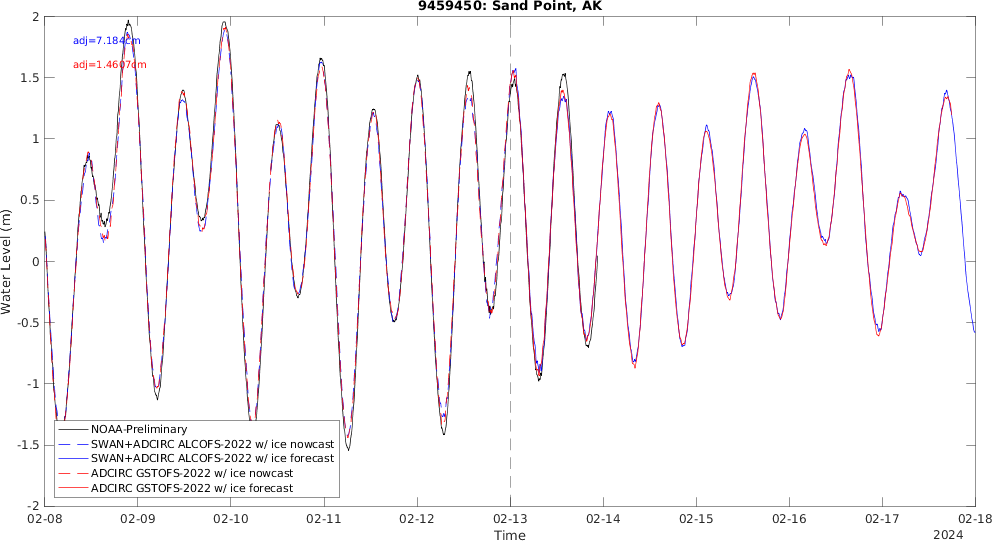 9459450: Sand Point, AK
adj=7.184cm
adj=1.4607cm
2
1.5
1
0.5
0
-0.5
-1
-1.5
-2
Water Level (m)
NOAA-Preliminary
SWAN+ADCIRC ALCOFS-2022 w/ ice nowcast
SWAN+ADCIRC ALCOFS-2022 w/ ice forecast
ADCIRC GSTOFS-2022 w/ ice nowcast
ADCIRC GSTOFS-2022 w/ ice forecast
02-08 02-09 02-10 02-11 02-12 02-13 02-14 02-15 02-16 02-17 02-18
Time
2024